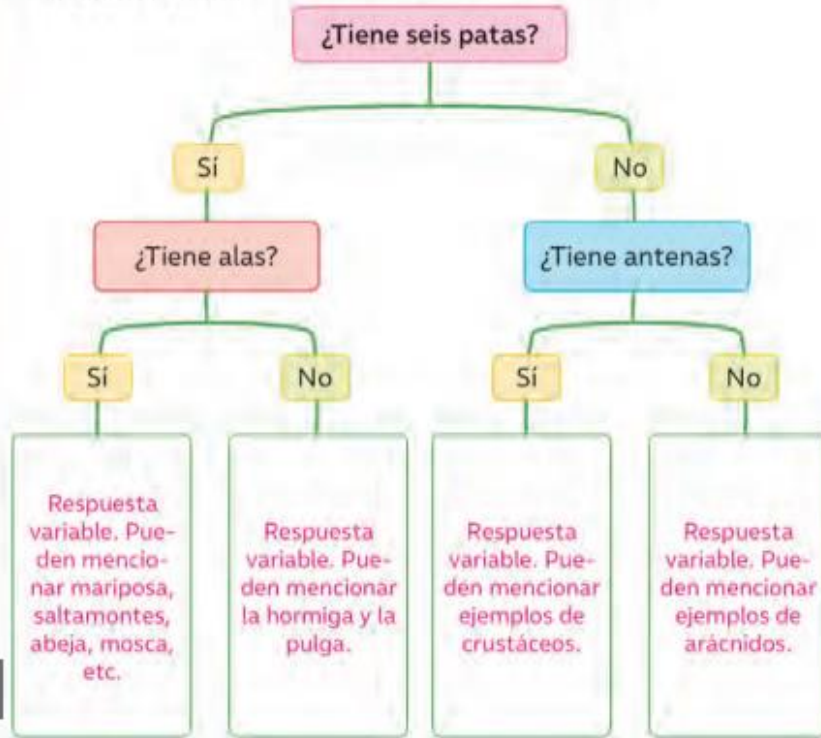 ¿Tiene seis patas?
Sí
No
¿Tiene alas?
¿Tiene antenas?
Sí
No
Sí
No
Respuesta
variable. Pue-
den mencio-
nar mariposa,
saltamontes,
abeja, mosca,
etc.
Respuesta
variable. Pue-
den mencionar
la hormiga y la
pulga.
Respuesta
variable. Pue-
den mencionar
ejemplos de
crustáceos.
Respuesta
variable. Pue-
den mencionar
ejemplos de
arácnidos.